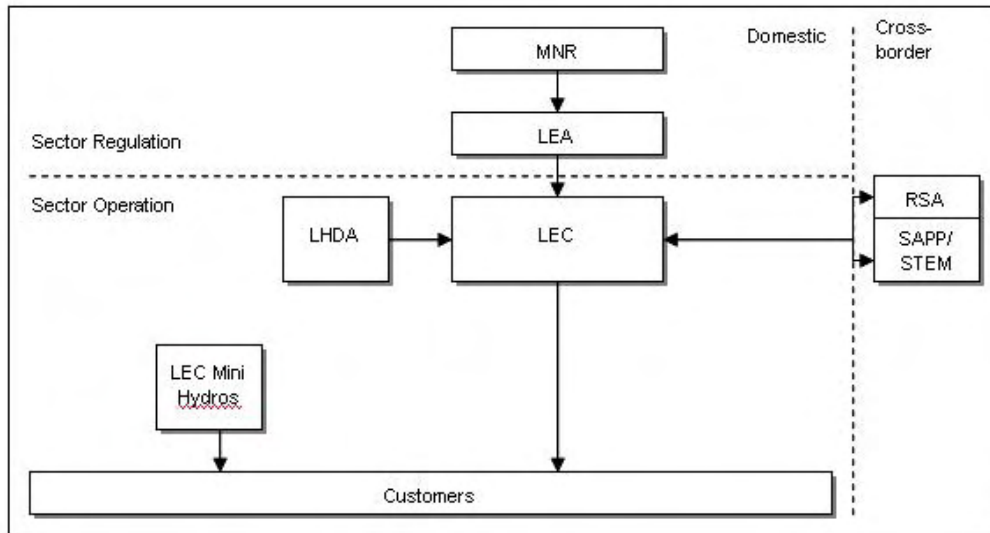 Domestic
Cross-
border
MNR
LEA
Sector Regulation
Sector Operation
LHDA
LEC
RSA
SAPP/
STEM
LEC Mini
Hydros
Customers